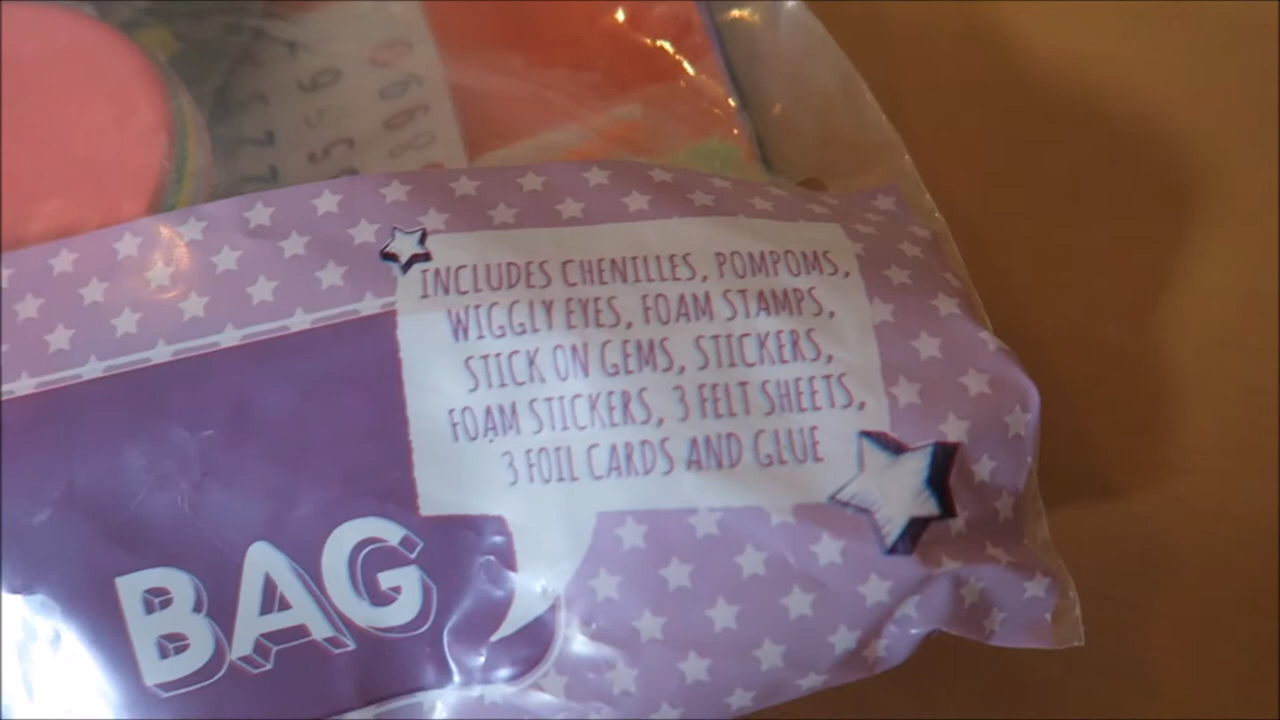 INCLUDES CHENILLES, POMPOMS,
WIGGLY EYES, FOAM STAMPS,
STICK ON GEMS, STICKERS,
FOAM STICKERS, 3 FELT SHEETS,
3 FOIL CARDS AND GLUE
BAG